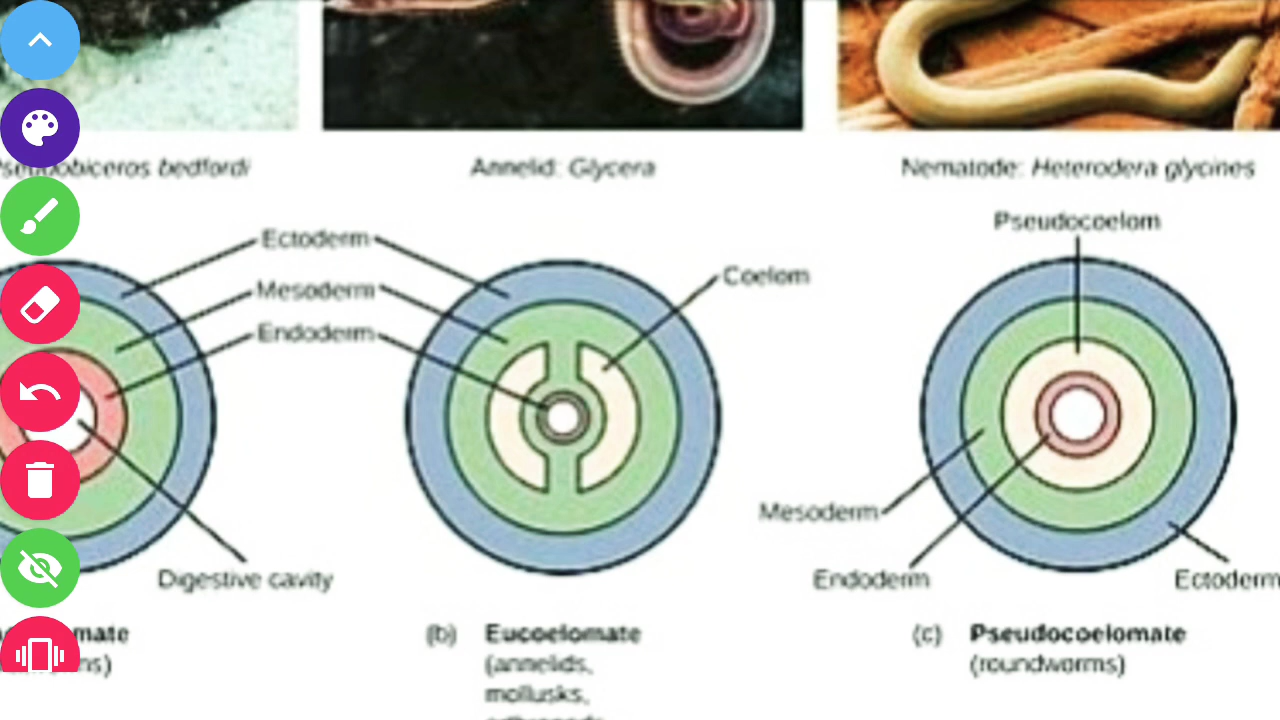 bedfordi
Annelid: Glycera
Nematode: Heterodera glycines
Pseudocoelom
Ectoderm
Coelom
Mesoderm
Endoderm
Mesoderm
Digestive cavity
Endoderm
Ectoderm
(b) Eucoelomate
(c) Pseudocoelomate
(annelids,
(roundworms)
mollusks,